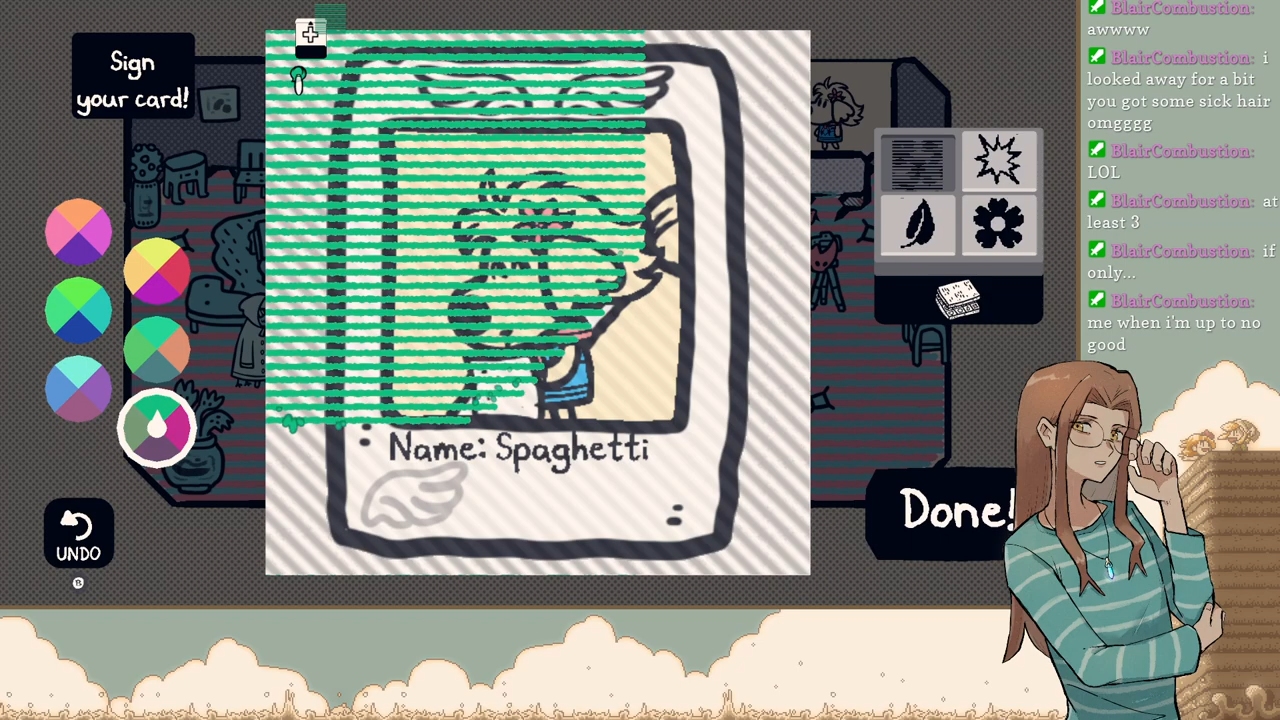 Sign
your card!
Name: Spaghetti
UNDO
R
Done!
BlairCombustion:
awwww
BlairCombustion: i
looked away for a bit
you got some sick hair
omgggg
BlairCombustion:
LOL
BlairCombustion: at
least 3
BlairCombustion: if
only...
BlairCombustion:
me when i'm up to no
good